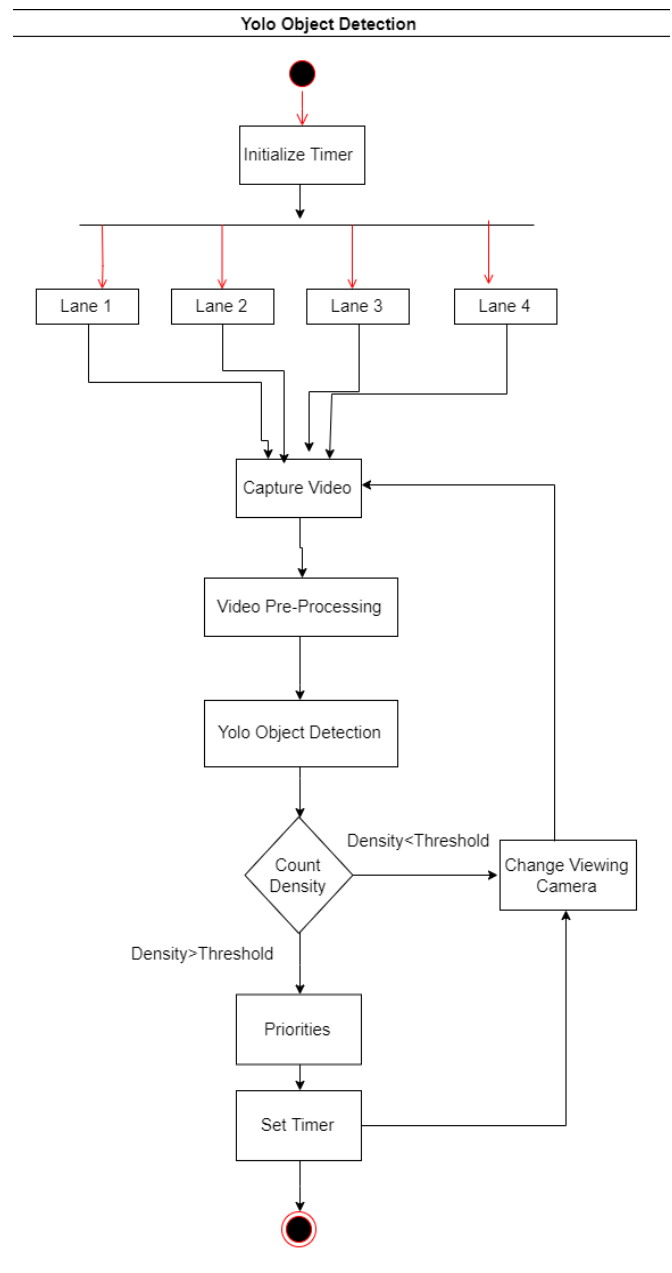 Yolo Object Detection
Initialize Timer
Lane 1
Lane 2
Lane 3
Lane 4
Capture Video
Video Pre-Processing
Yolo Object Detection
Count
Density
Density<Threshold
Change Viewing
Camera
Density>Threshold
Priorities
Set Timer